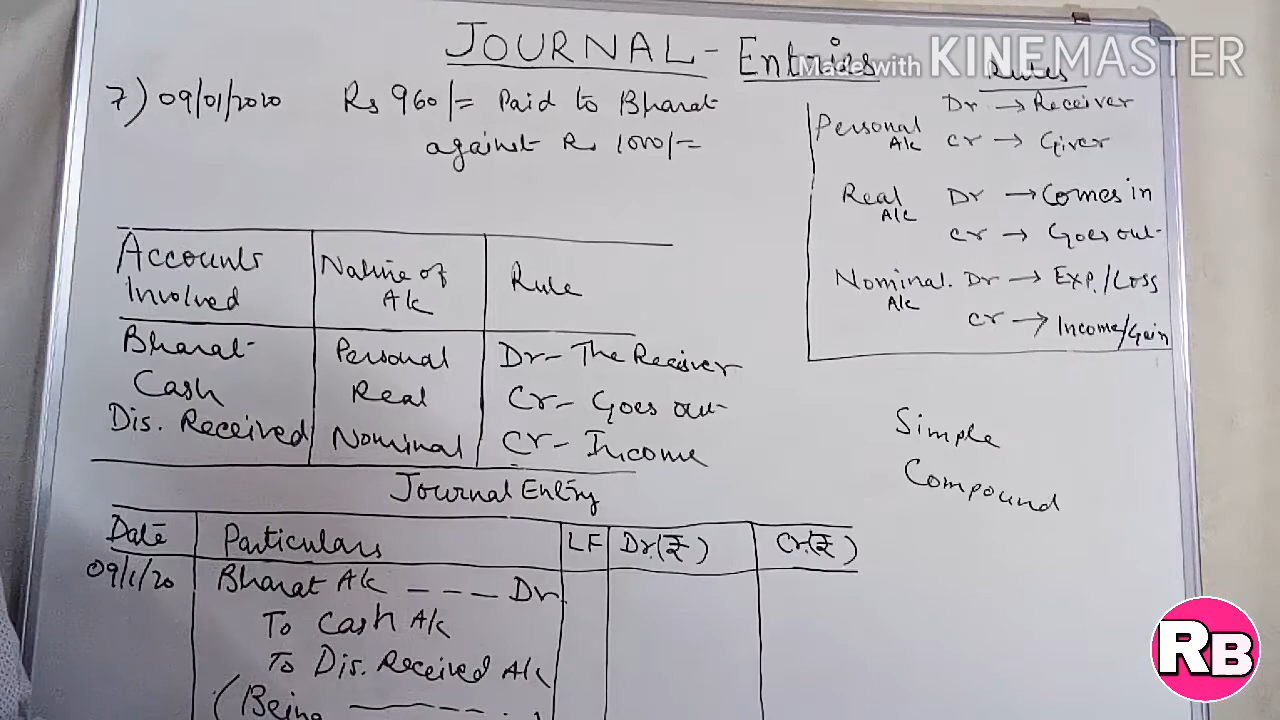 JOURNAL - Entries
Made with KINEMASTER
7) 09/01/2020 Rs 960/= Paid to Bharat
against Rs 1000/=
Rules
Personal A/c Dr → Receiver
Cr → Giver
Real A/c Dr → Comes in
Cr → Goes out
Nominal. A/c Dr → Exp./Loss
Cr → Income/Gain
Accounts Involved Nature of A/c Rule
Bharat Personal Dr - The Receiver
Cash Real Cr - Goes out
Dis. Received Nominal Cr - Income
Simple
Compound
Journal Entry
Date Particulars LF Dr.(₹) Cr.(₹)
09/1/20 Bharat A/c - - - Dr
To Cash A/c
To Dis. Received A/c
(Being
RB